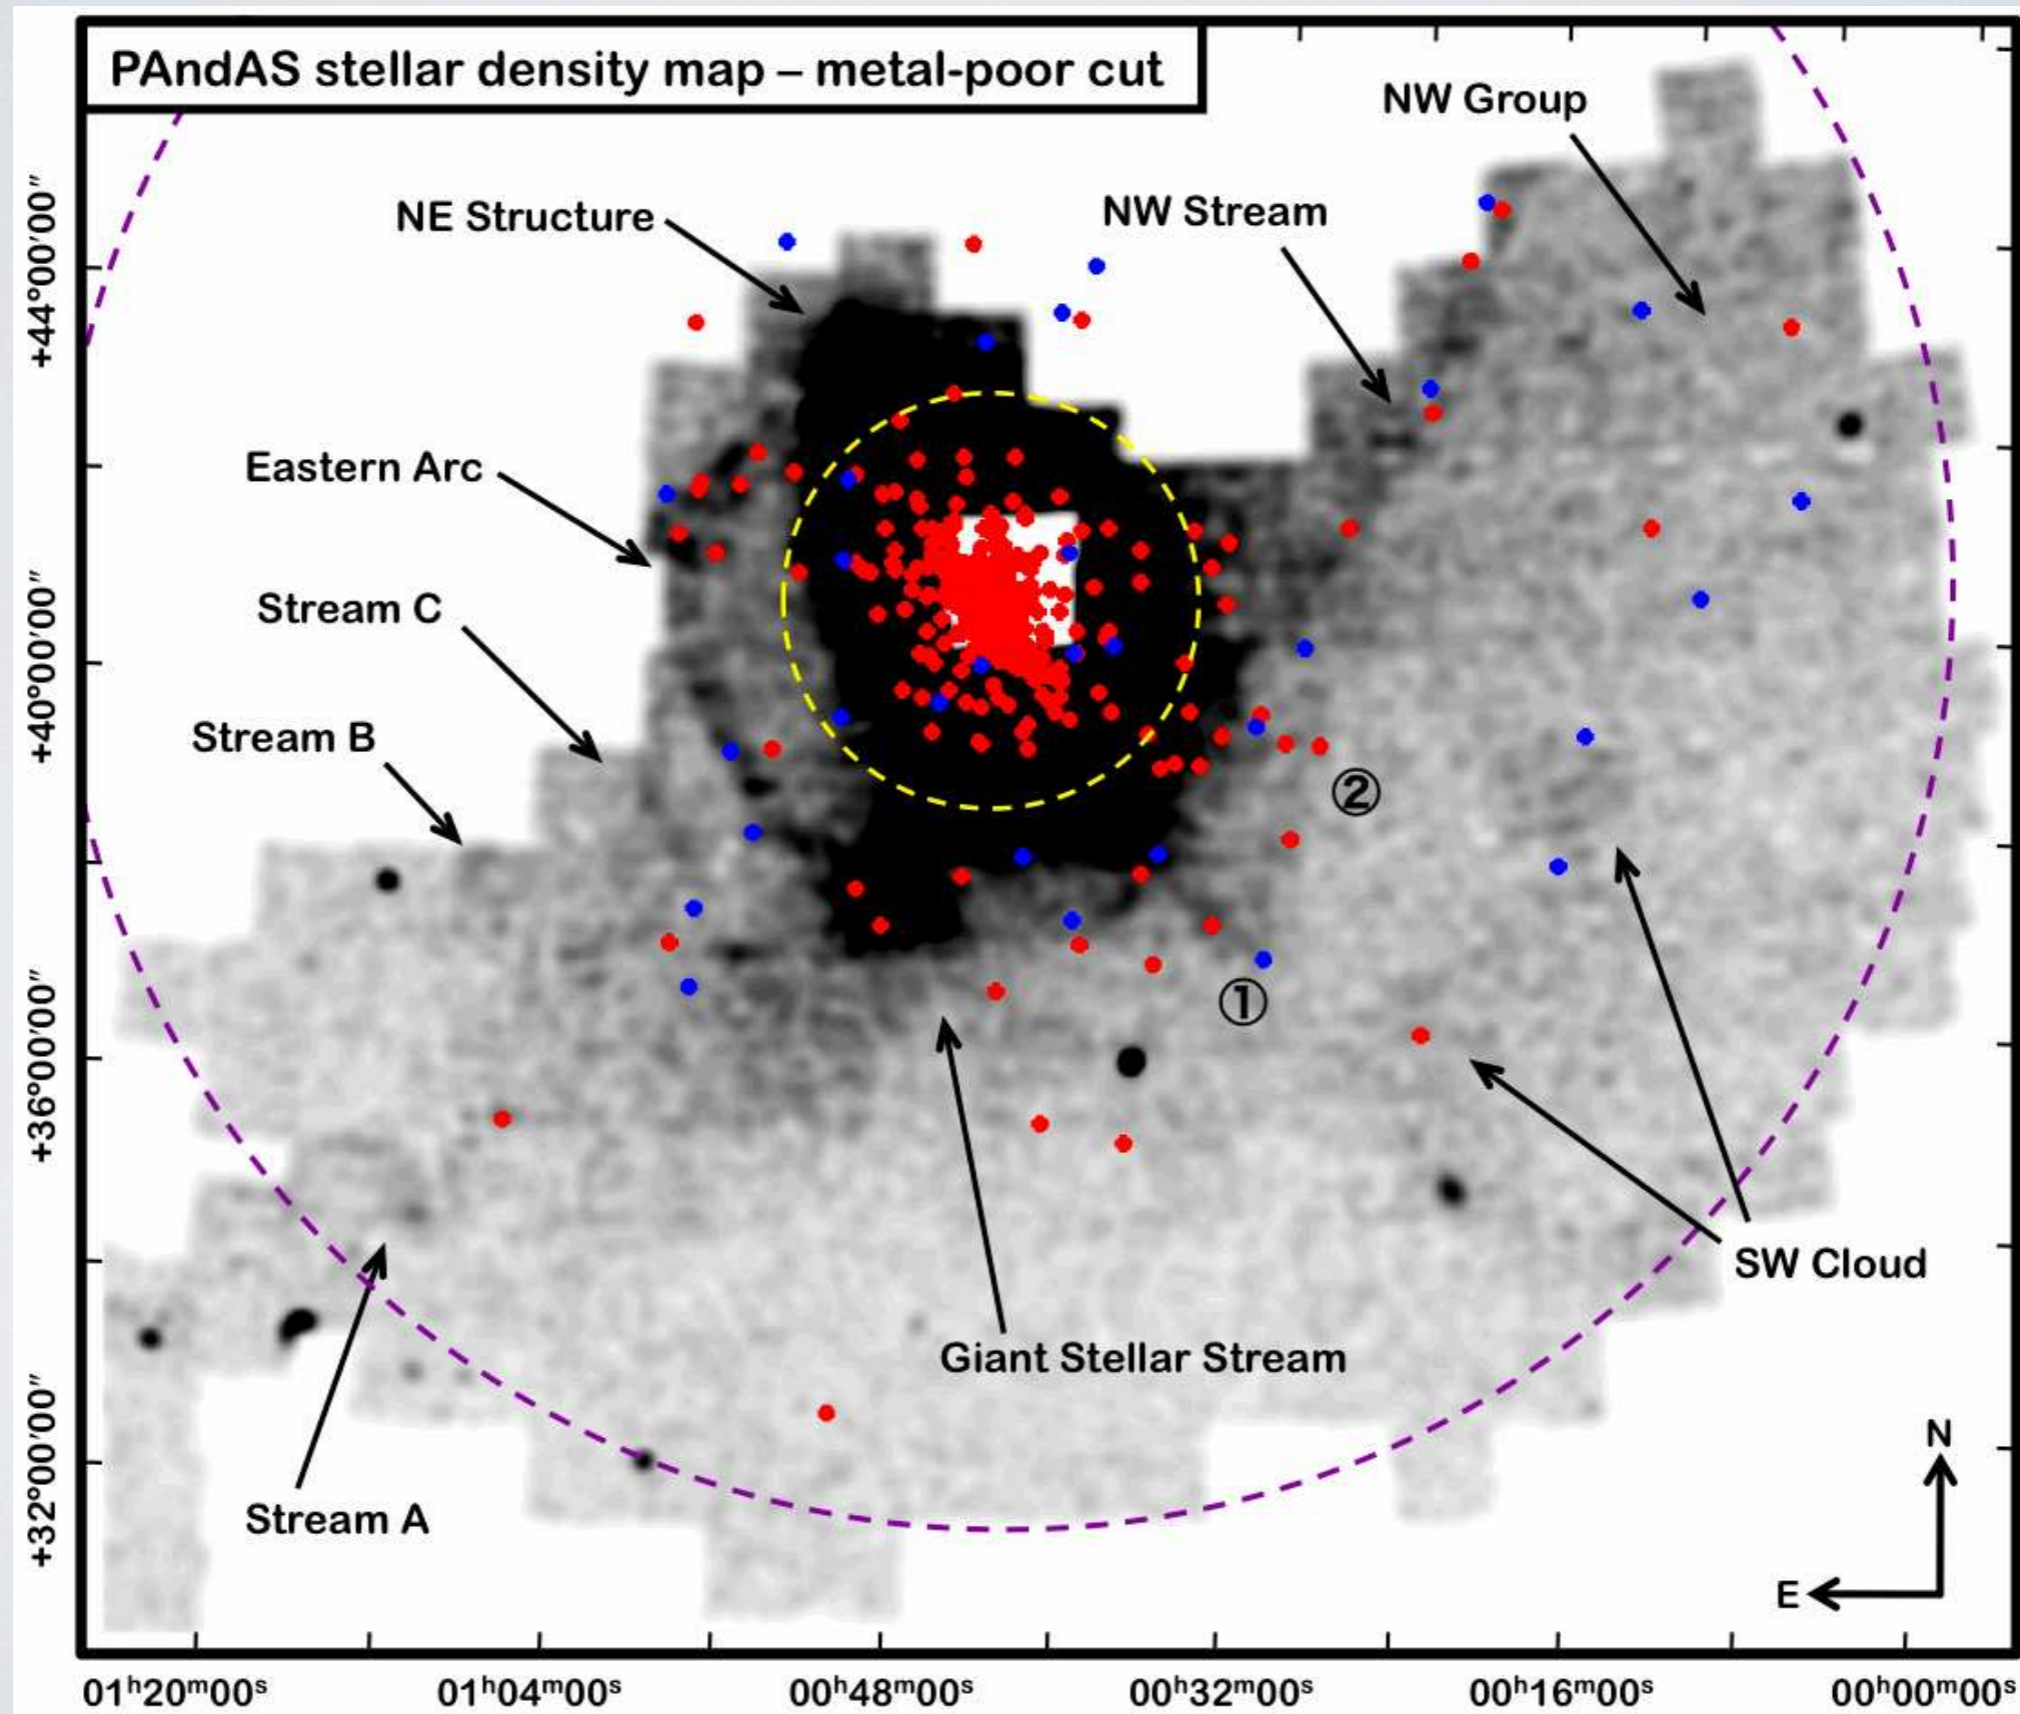 PAndAS stellar density map – metal-poor cut
NW Group
NE Structure
NW Stream
Eastern Arc
Stream C
Stream B
②
①
SW Cloud
Giant Stellar Stream
Stream A
N
E
+44°00′00″
+40°00′00″
+36°00′00″
+32°00′00″
01ʰ20ᵐ00ˢ 01ʰ04ᵐ00ˢ 00ʰ48ᵐ00ˢ 00ʰ32ᵐ00ˢ 00ʰ16ᵐ00ˢ 00ʰ00ᵐ00ˢ